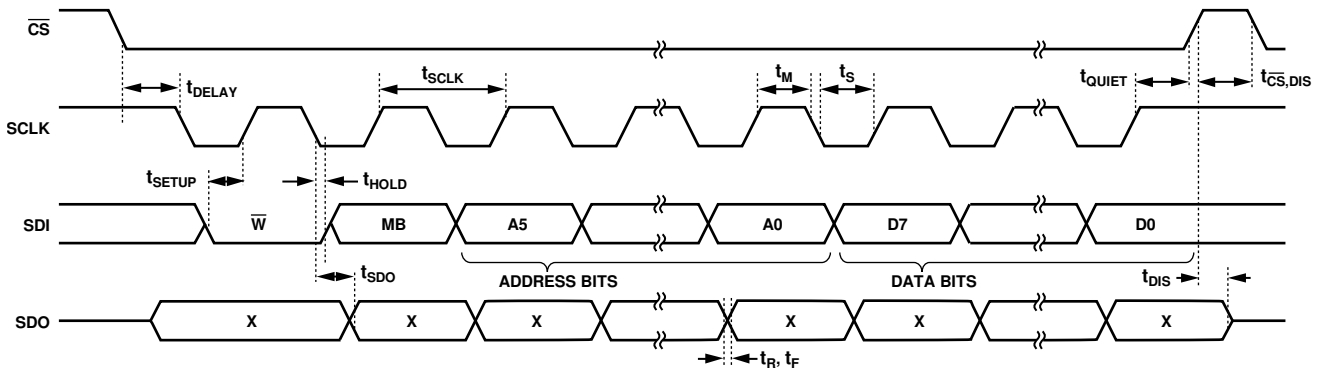 CS
tDELAY
tSCLK
tM
tS
tQUIET
tCS,DIS
SCLK
tSETUP
tHOLD
SDI
W
MB
A5
A0
D7
D0
tSDO
ADDRESS BITS
DATA BITS
tDIS
SDO
X
X
X
X
X
X
tR, tF